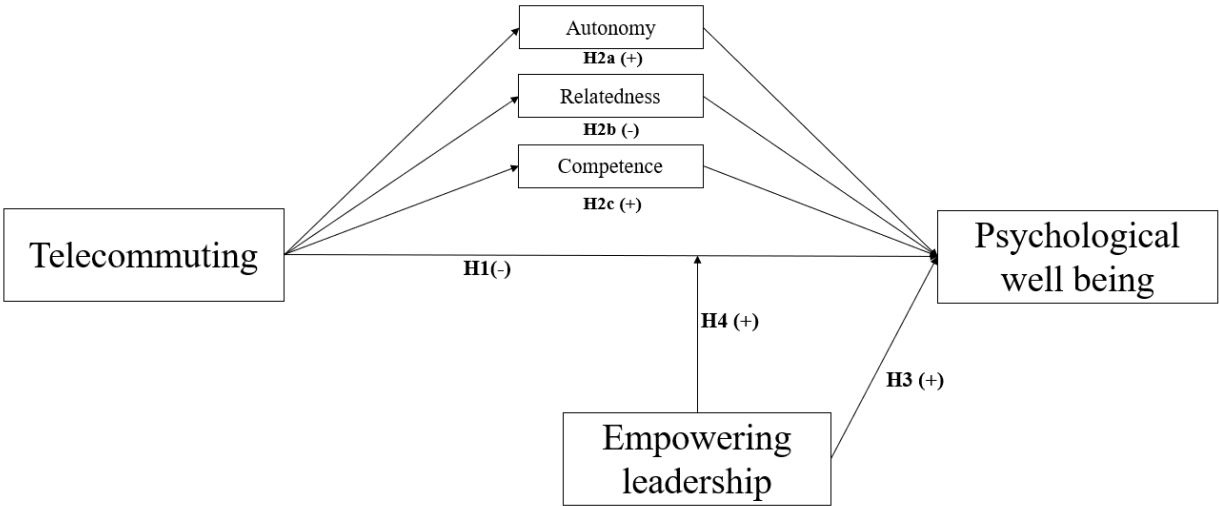 Autonomy
H2a (+)
Relatedness
H2b (-)
Competence
H2c (+)
Telecommuting
Psychological
well being
H1(-)
H4 (+)
H3 (+)
Empowering
leadership